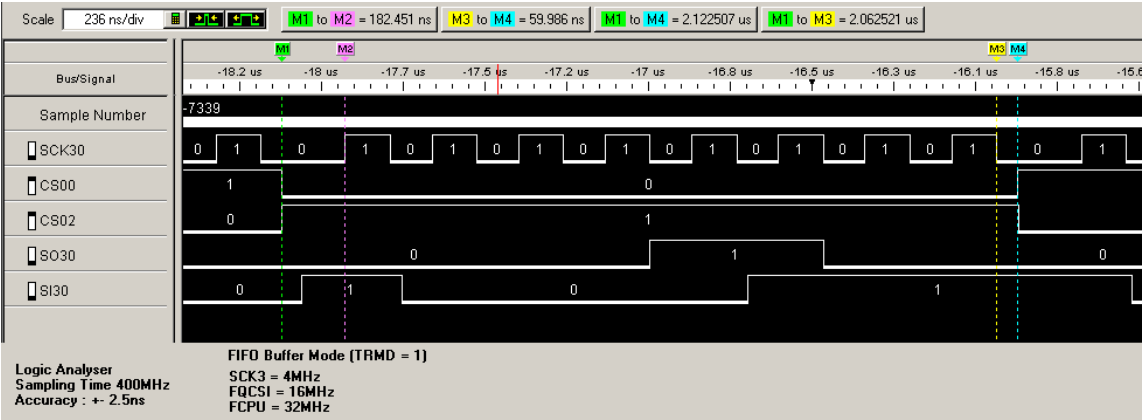 Scale 236 ns/div M1 to M2 = 182.451 ns M3 to M4 = 59.986 ns M1 to M4 = 2.122507 us M1 to M3 = 2.062521 us
M1 M2 M3 M4
Bus/Signal -18.2 us -18 us -17.7 us -17.5 us -17.2 us -17 us -16.8 us -16.5 us -16.3 us -16.1 us -15.8 us -15.6
Sample Number -7339
SCK30 0 1 0 1 0 1 0 1 0 1 0 1 0 1 0 1 0 1 0 1
CS00 1 0
CS02 0 1
SO30 0 1 0
SI30 0 1 0 1
FIFO Buffer Mode (TRMD = 1)
Logic Analyser
Sampling Time 400MHz
Accuracy : +- 2.5ns
SCK3 = 4MHz
FQCSI = 16MHz
FCPU = 32MHz